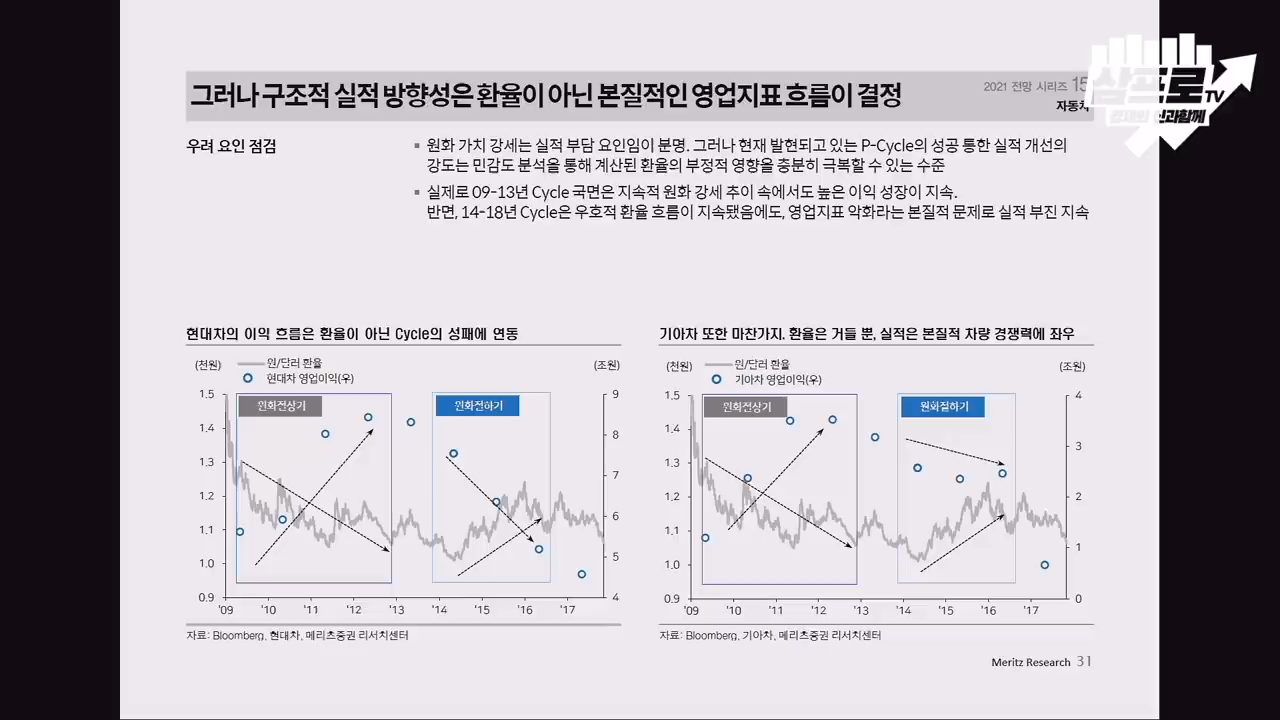 그러나 구조적 실적 방향성은 환율이 아닌 본질적인 영업지표 흐름이 결정
2021 전망 시리즈 15
자동차
삼프로TV
경제의 신과함께
우려 요인 점검
▪ 원화 가치 강세는 실적 부담 요인임이 분명. 그러나 현재 발현되고 있는 P-Cycle의 성공 통한 실적 개선의
강도는 민감도 분석을 통해 계산된 환율의 부정적 영향을 충분히 극복할 수 있는 수준
▪ 실제로 09-13년 Cycle 국면은 지속적 원화 강세 추이 속에서도 높은 이익 성장이 지속.
반면, 14-18년 Cycle은 우호적 환율 흐름이 지속됐음에도, 영업지표 악화라는 본질적 문제로 실적 부진 지속
현대차의 이익 흐름은 환율이 아닌 Cycle의 성패에 연동
(천원)
원/달러 환율
현대차 영업이익(우)
(조원)
원화절상기
원화절하기
1.5
1.4
1.3
1.2
1.1
1.0
0.9
9
8
7
6
5
4
'09 '10 '11 '12 '13 '14 '15 '16 '17
자료: Bloomberg, 현대차, 메리츠증권 리서치센터
기아차 또한 마찬가지. 환율은 거들 뿐, 실적은 본질적 차량 경쟁력에 좌우
(천원)
원/달러 환율
기아차 영업이익(우)
(조원)
원화절상기
원화절하기
1.5
1.4
1.3
1.2
1.1
1.0
0.9
4
3
2
1
0
'09 '10 '11 '12 '13 '14 '15 '16 '17
자료: Bloomberg, 기아차, 메리츠증권 리서치센터
Meritz Research 31